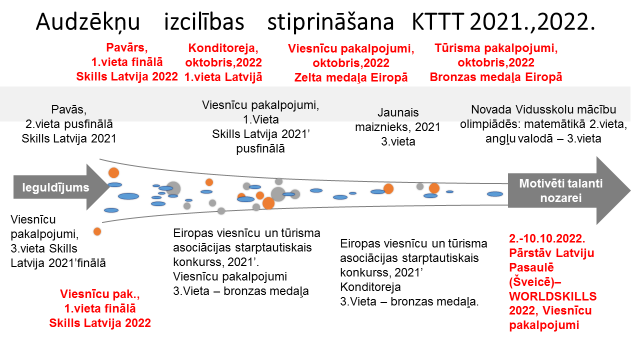 Audzēkņu izcilības stiprināšana KTTT 2021.,2022.
Pavārs,
1.vieta finālā
Skills Latvija 2022
Konditoreja,
oktobris,2022
1.vieta Latvijā
Viesnīcu pakalpojumi,
oktobris,2022
Zelta medaļa Eiropā
Tūrisma pakalpojumi,
oktobris,2022
Bronzas medaļa Eiropā
Pavās,
2.vieta pusfinālā
Skills Latvija 2021
Viesnīcu pakalpojumi,
1.Vieta
Skills Latvija 2021’
pusfinālā
Jaunais
maiznieks, 2021
3.vieta
Novada Vidusskolu mācību
olimpiādēs: matemātikā 2.vieta,
angļu valodā – 3.vieta
Ieguldījums
Motivēti talanti
nozarei
Viesnīcu
pakalpojumi,
3.vieta Skills
Latvija 2021’finālā
Viesnīcu pak.,
1.vieta finālā
Skills Latvija 2022
Eiropas viesnīcu un tūrisma
asociācijas starptautiskais
konkurss, 2021’.
Viesnīcu pakalpojumi
3.Vieta – bronzas medaļa
Eiropas viesnīcu un tūrisma
asociācijas starptautiskais
konkurss, 2021’
Konditoreja
3.Vieta – bronzas medaļa.
2.-10.10.2022.
Pārstāv Latviju
Pasaulē
(Šveicē)–
WORLDSKILLS
2022, Viesnīcu
pakalpojumi